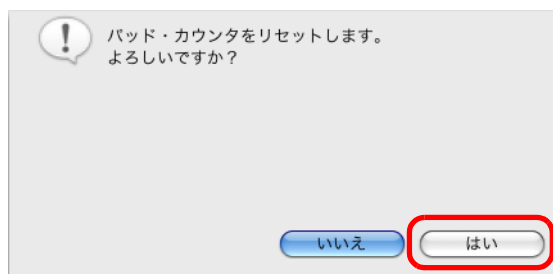 パッド・カウンタをリセットします。
よろしいですか？
いいえ
はい